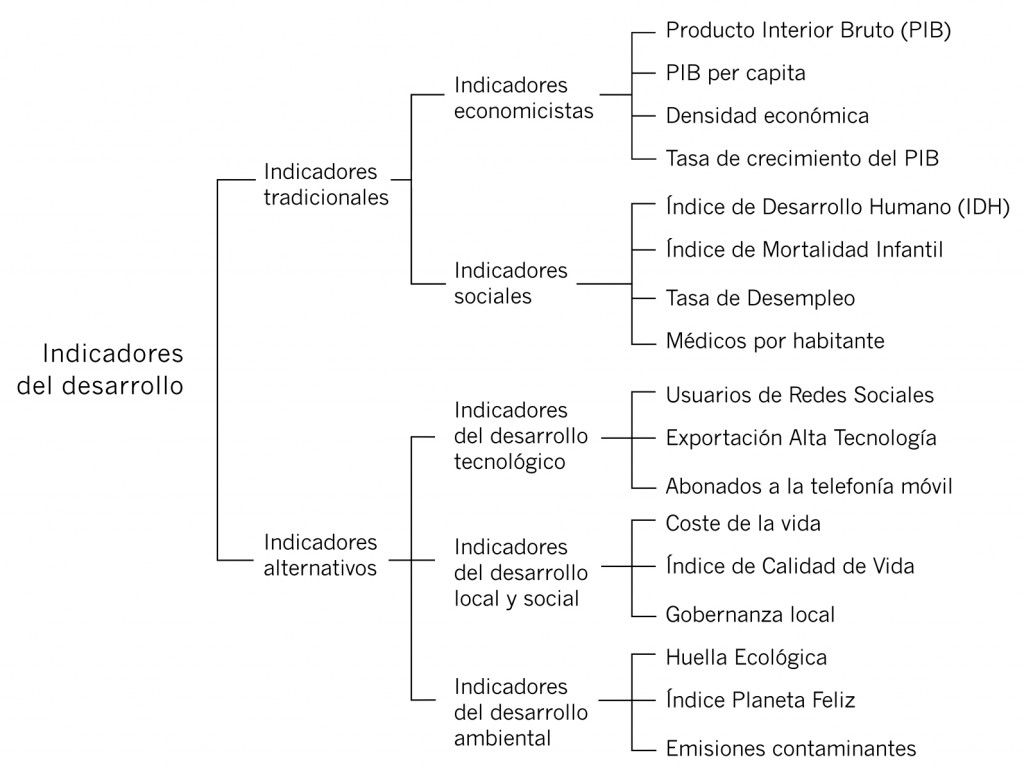 Indicadores
del desarrollo
Indicadores
tradicionales
Indicadores
economicistas
Producto Interior Bruto (PIB)
PIB per capita
Densidad económica
Tasa de crecimiento del PIB
Indicadores
sociales
Índice de Desarrollo Humano (IDH)
Índice de Mortalidad Infantil
Tasa de Desempleo
Médicos por habitante
Indicadores
alternativos
Indicadores
del desarrollo
tecnológico
Usuarios de Redes Sociales
Exportación Alta Tecnología
Abonados a la telefonía móvil
Indicadores
del desarrollo
local y social
Coste de la vida
Índice de Calidad de Vida
Gobernanza local
Indicadores
del desarrollo
ambiental
Huella Ecológica
Índice Planeta Feliz
Emisiones contaminantes